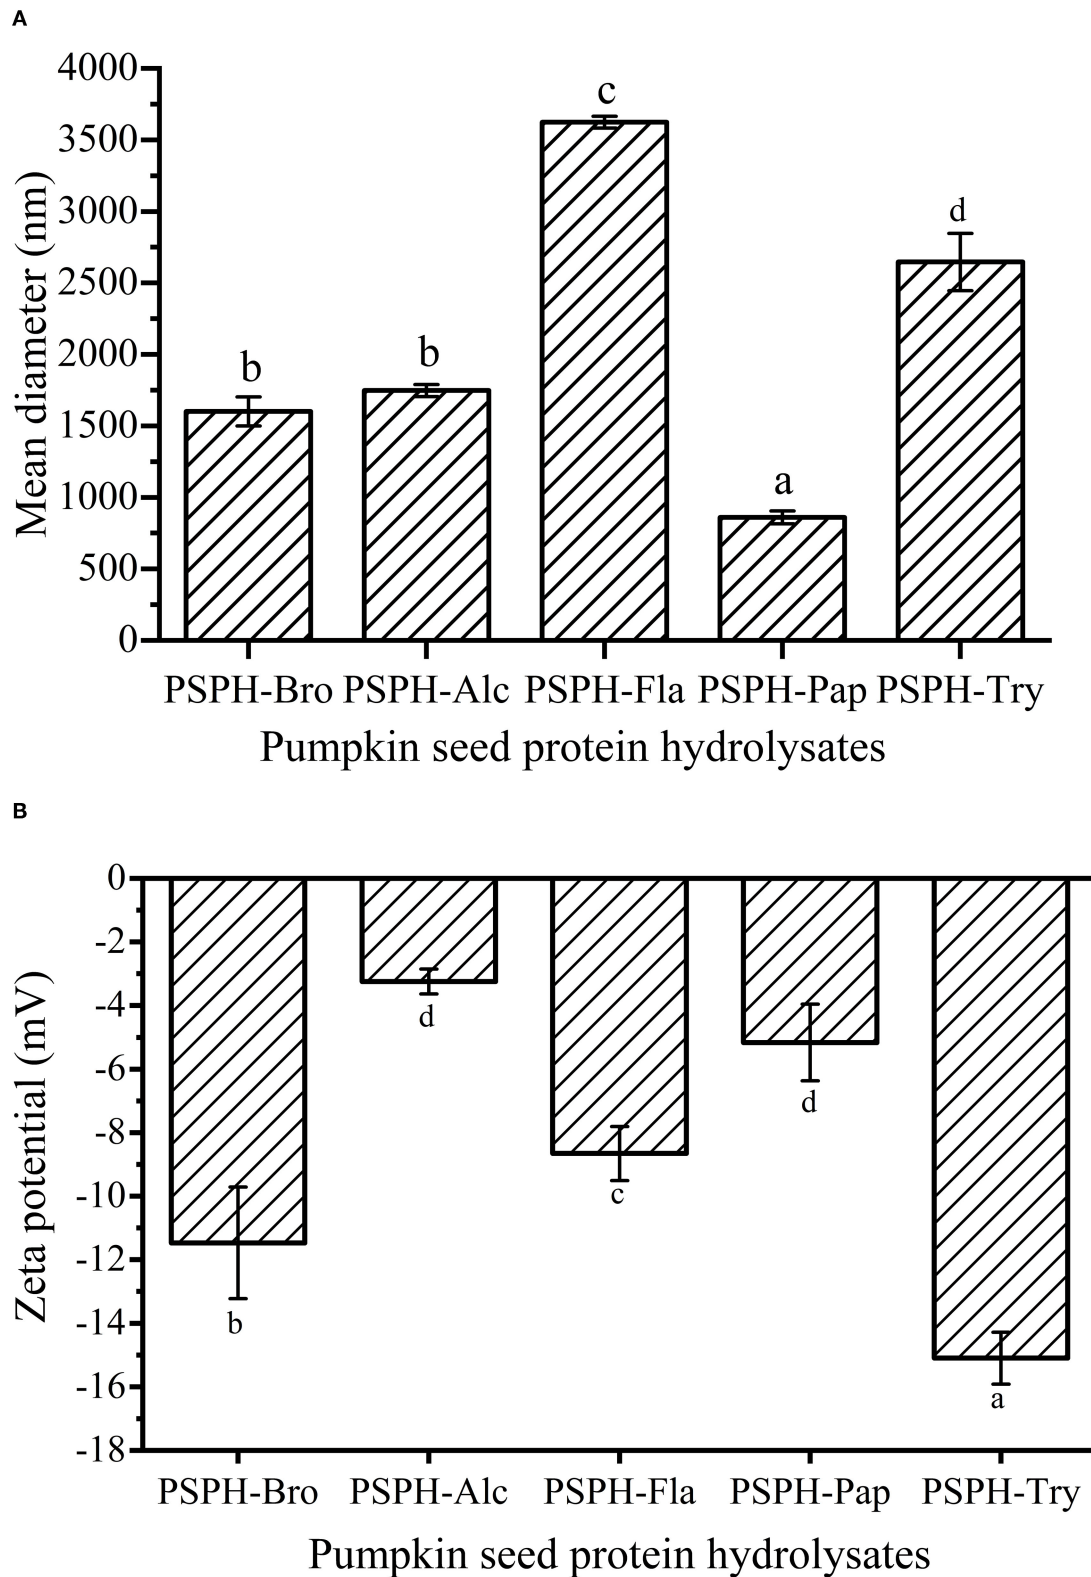 A
4000
3500
3000
2500
2000
1500
1000
500
0
Mean diameter (nm)
b
b
c
a
d
PSPH-Bro PSPH-Alc PSPH-Fla PSPH-Pap PSPH-Try
Pumpkin seed protein hydrolysates
B
0
-2
-4
-6
-8
-10
-12
-14
-16
-18
Zeta potential (mV)
b
d
c
d
a
PSPH-Bro PSPH-Alc PSPH-Fla PSPH-Pap PSPH-Try
Pumpkin seed protein hydrolysates